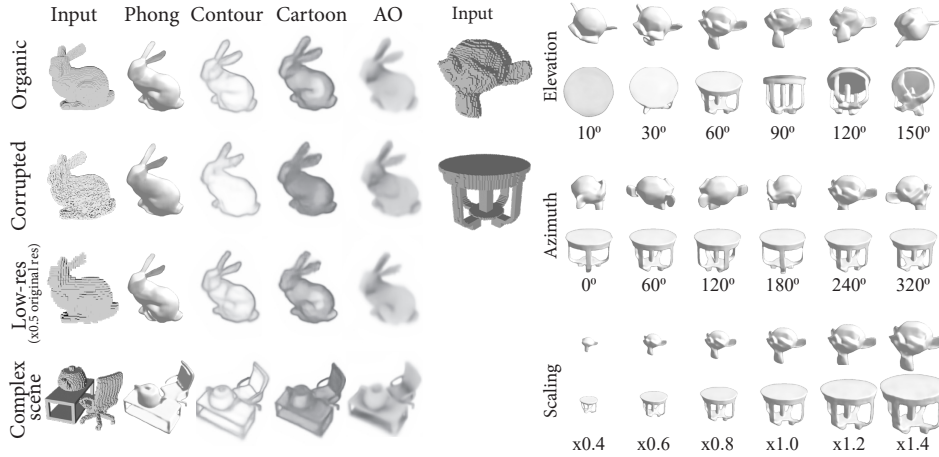 Input Phong Contour Cartoon AO
Organic
Corrupted
Low-res
(x0.5 original res)
Complex
scene
Input
Elevation
10º 30º 60º 90º 120º 150º
Azimuth
0º 60º 120º 180º 240º 320º
Scaling
x0.4 x0.6 x0.8 x1.0 x1.2 x1.4